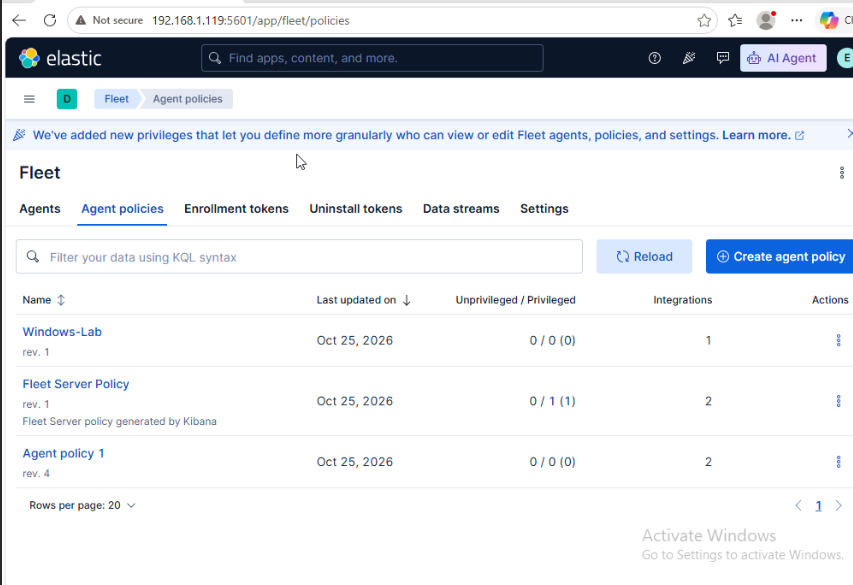 Not secure 192.168.1.119:5601/app/fleet/policies
elastic Find apps, content, and more. AI Agent E
D Fleet Agent policies
We've added new privileges that let you define more granularly who can view or edit Fleet agents, policies, and settings. Learn more.
Fleet
Agents Agent policies Enrollment tokens Uninstall tokens Data streams Settings
Filter your data using KQL syntax Reload Create agent policy
Name Last updated on Unprivileged / Privileged Integrations Actions
Windows-Lab Oct 25, 2026 0 / 0 (0) 1
rev. 1
Fleet Server Policy Oct 25, 2026 0 / 1 (1) 2
rev. 1
Fleet Server policy generated by Kibana
Agent policy 1 Oct 25, 2026 0 / 0 (0) 2
rev. 4
Rows per page: 20 1
Activate Windows
Go to Settings to activate Windows.